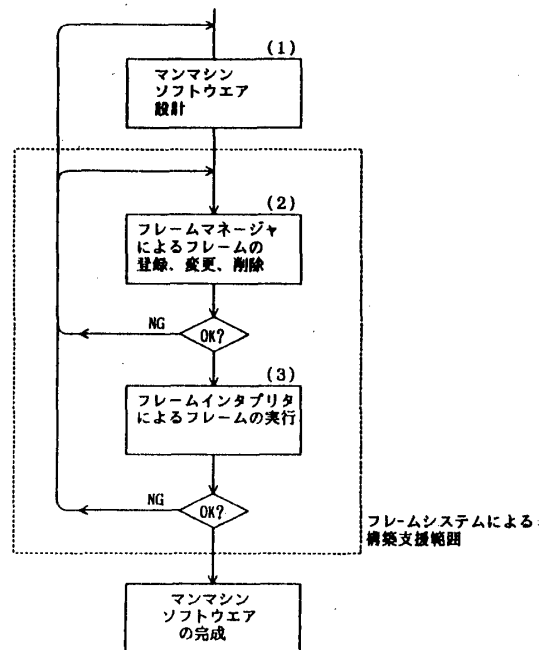 (1)
マンマシン
ソフトウエア
設計
(2)
フレームマネージャ
によるフレームの
登録、変更、削除
NG
OK?
(3)
フレームインタプリタ
によるフレームの実行
NG
OK?
フレームシステムによる
構築支援範囲
マンマシン
ソフトウエア
の完成